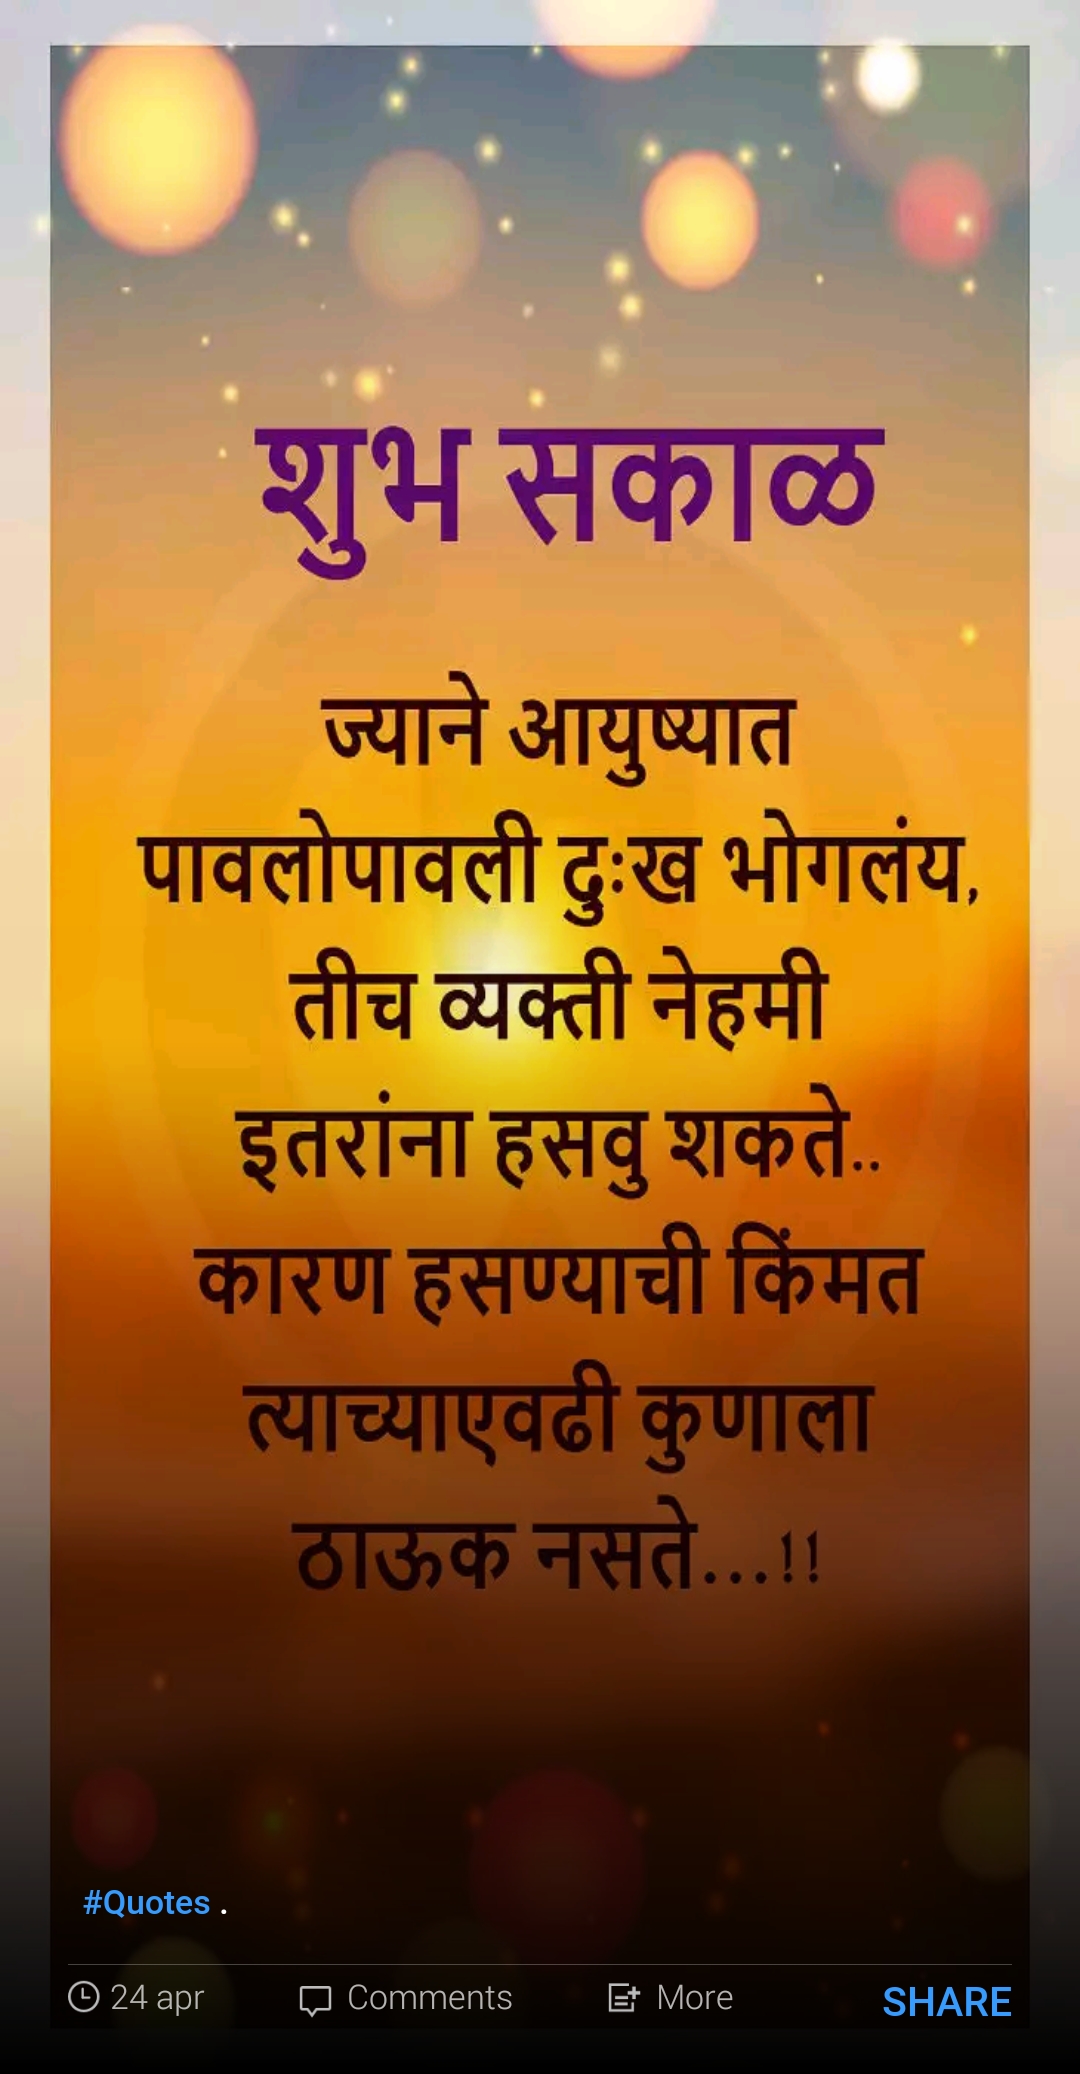 शुभ सकाळ
ज्याने आयुष्यात
पावलोपावली दुःख भोगलंय,
तीच व्यक्ती नेहमी
इतरांना हसवु शकते..
कारण हसण्याची किंमत
त्याच्याएवढी कुणाला
ठाऊक नसते...!!
#Quotes .
24 apr Comments More SHARE